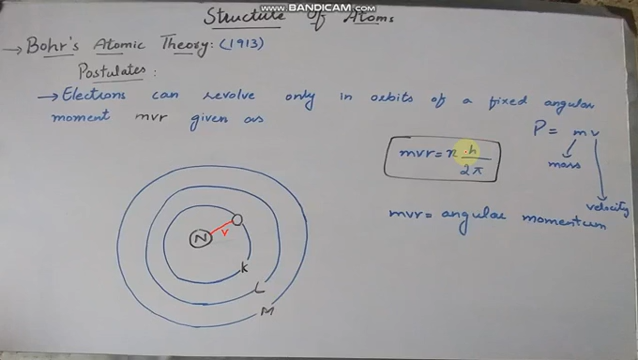 WWW.BANDICAM.COM
Structure of Atoms
→ Bohr's Atomic Theory: (1913)
Postulates:
→ Electrons can revolve only in orbits of a fixed angular
moment mvr given as
P = mv
mass
velocity
mvr = n h/2π
mvr = angular momentum
N
r
K
L
M